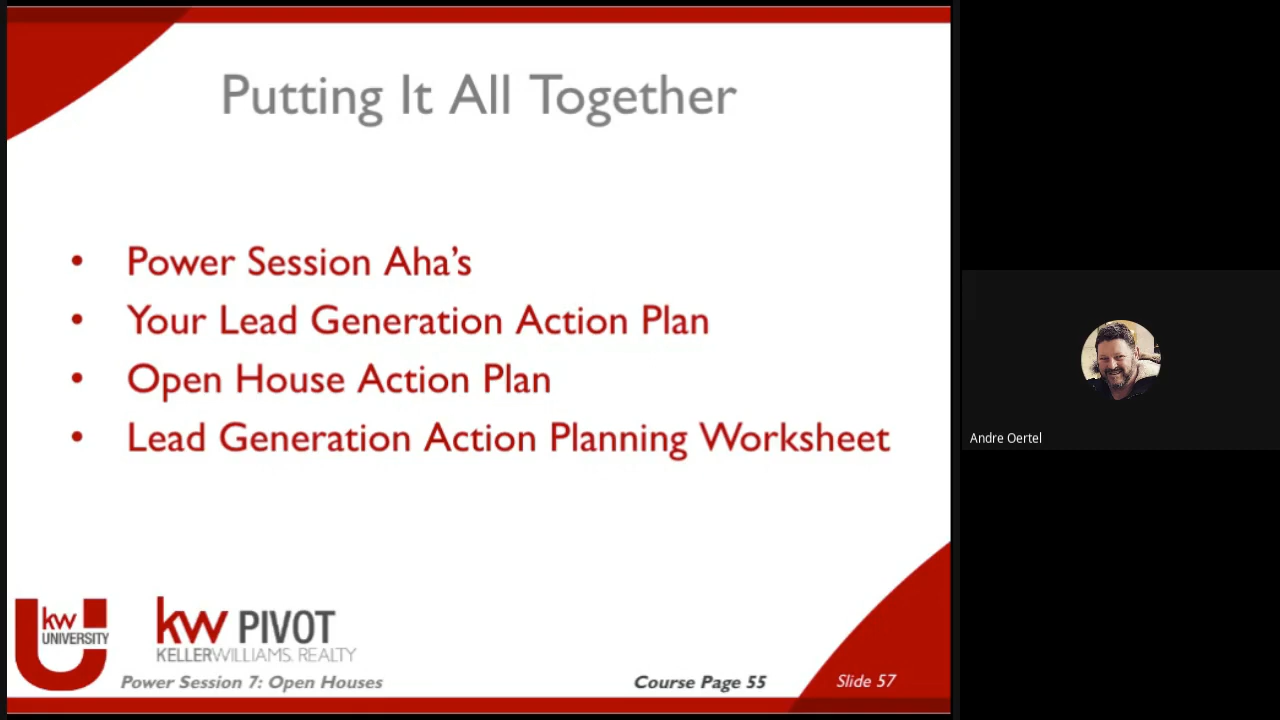 Putting It All Together
• Power Session Aha’s
• Your Lead Generation Action Plan
• Open House Action Plan
• Lead Generation Action Planning Worksheet
kw
UNIVERSITY
kw PIVOT
KELLERWILLIAMS. REALTY
Power Session 7: Open Houses
Course Page 55
Slide 57
Andre Oertel